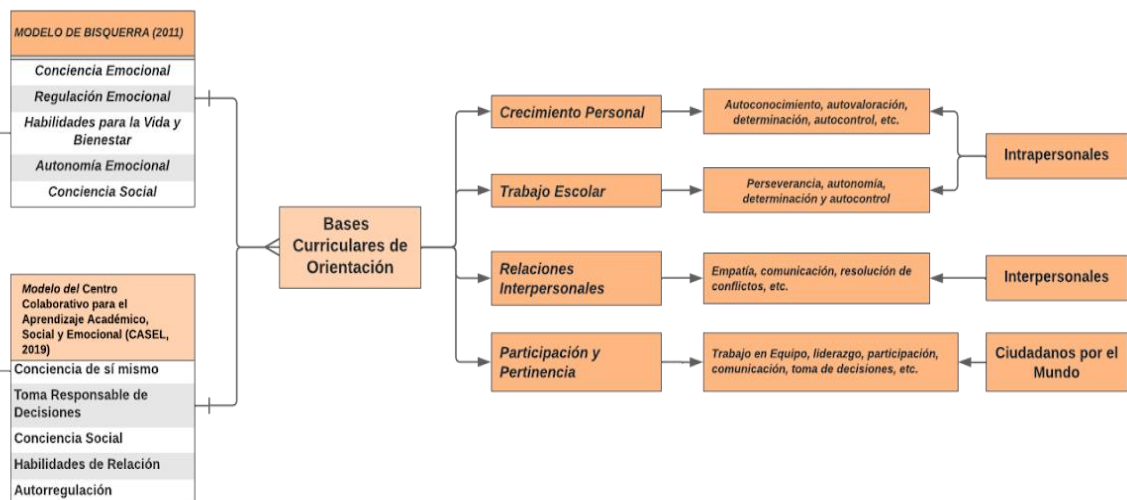 MODELO DE BISQUERRA (2011)
Conciencia Emocional
Regulación Emocional
Habilidades para la Vida y
Bienestar
Autonomía Emocional
Conciencia Social
Modelo del Centro
Colaborativo para el
Aprendizaje Académico,
Social y Emocional (CASEL,
2019)
Conciencia de sí mismo
Toma Responsable de
Decisiones
Conciencia Social
Habilidades de Relación
Autorregulación
Bases
Curriculares de
Orientación
Crecimiento Personal
Autoconocimiento, autovaloración,
determinación, autocontrol, etc.
Trabajo Escolar
Perseverancia, autonomía,
determinación y autocontrol
Intrapersonales
Relaciones
Interpersonales
Empatía, comunicación, resolución de
conflictos, etc.
Interpersonales
Participación y
Pertinencia
Trabajo en Equipo, liderazgo, participación,
comunicación, toma de decisiones, etc.
Ciudadanos por el
Mundo